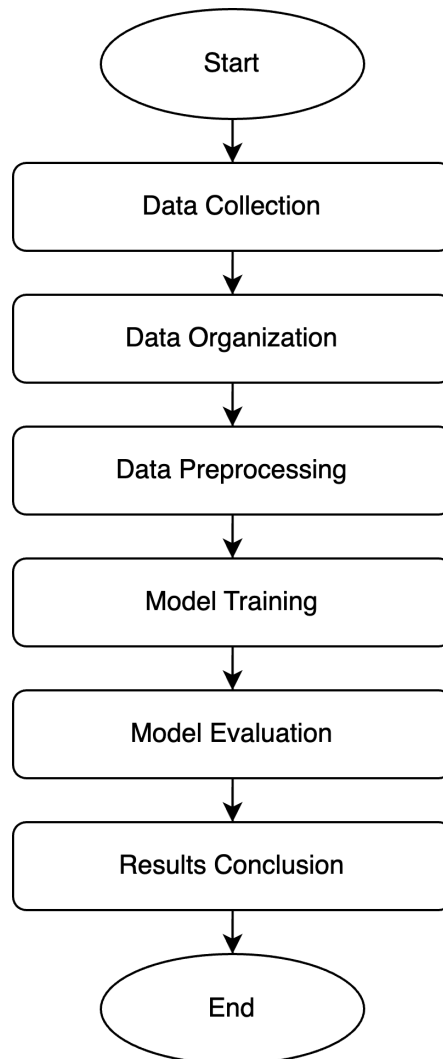 Start
Data Collection
Data Organization
Data Preprocessing
Model Training
Model Evaluation
Results Conclusion
End